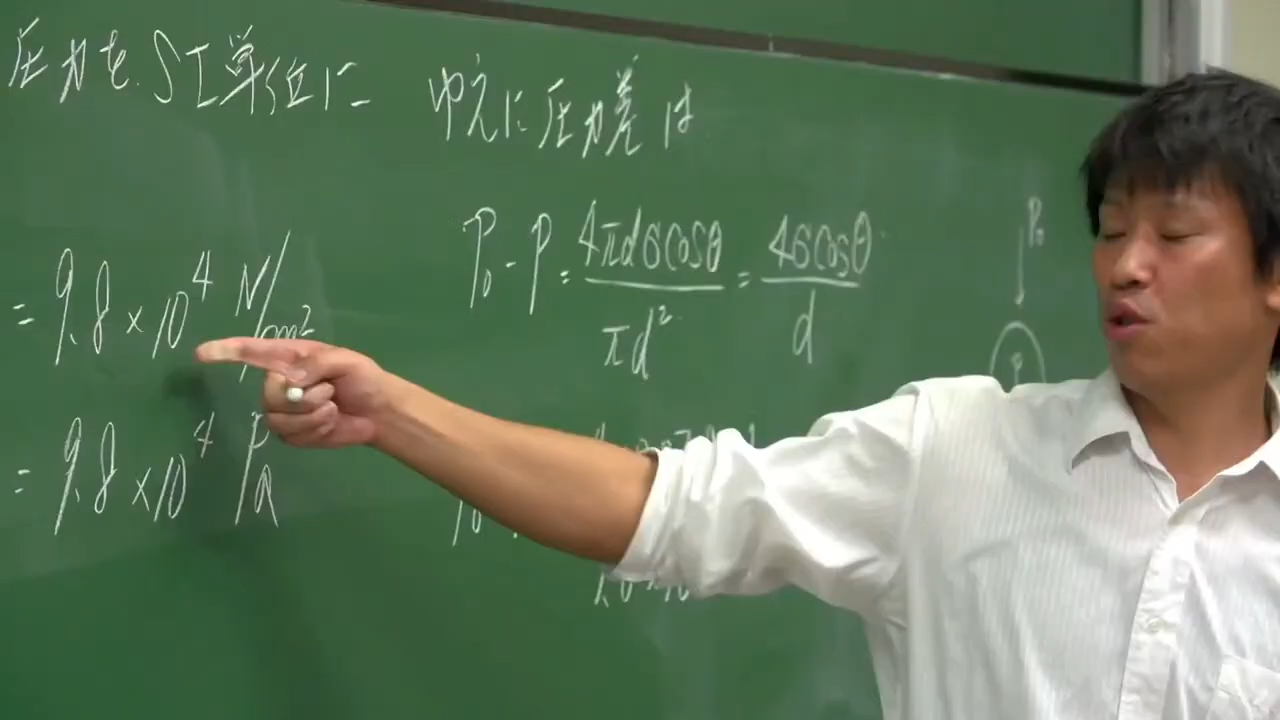 圧力を SI単位に
= 9.8 × 10⁴ N/m²
= 9.8 × 10⁴ Pa
ゆえに圧力差は
P₀ - P = 4πdσcosθ / πd² = 4σcosθ / d
P₀
P